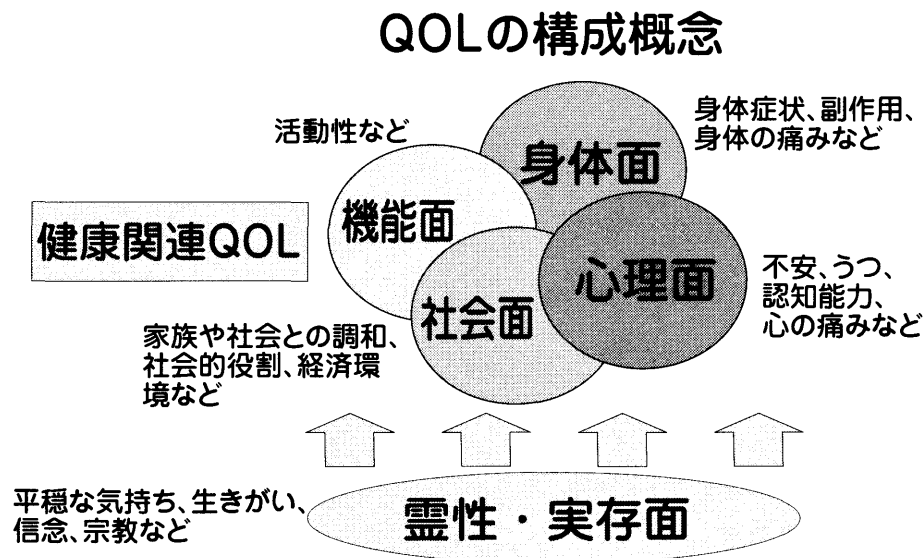 QOLの構成概念
活動性など
身体症状、副作用、
身体の痛みなど
身体面
機能面
健康関連QOL
心理面
不安、うつ、
認知能力、
心の痛みなど
社会面
家族や社会との調和、
社会的役割、経済環
境など
平穏な気持ち、生きがい、
信念、宗教など
霊性・実存面